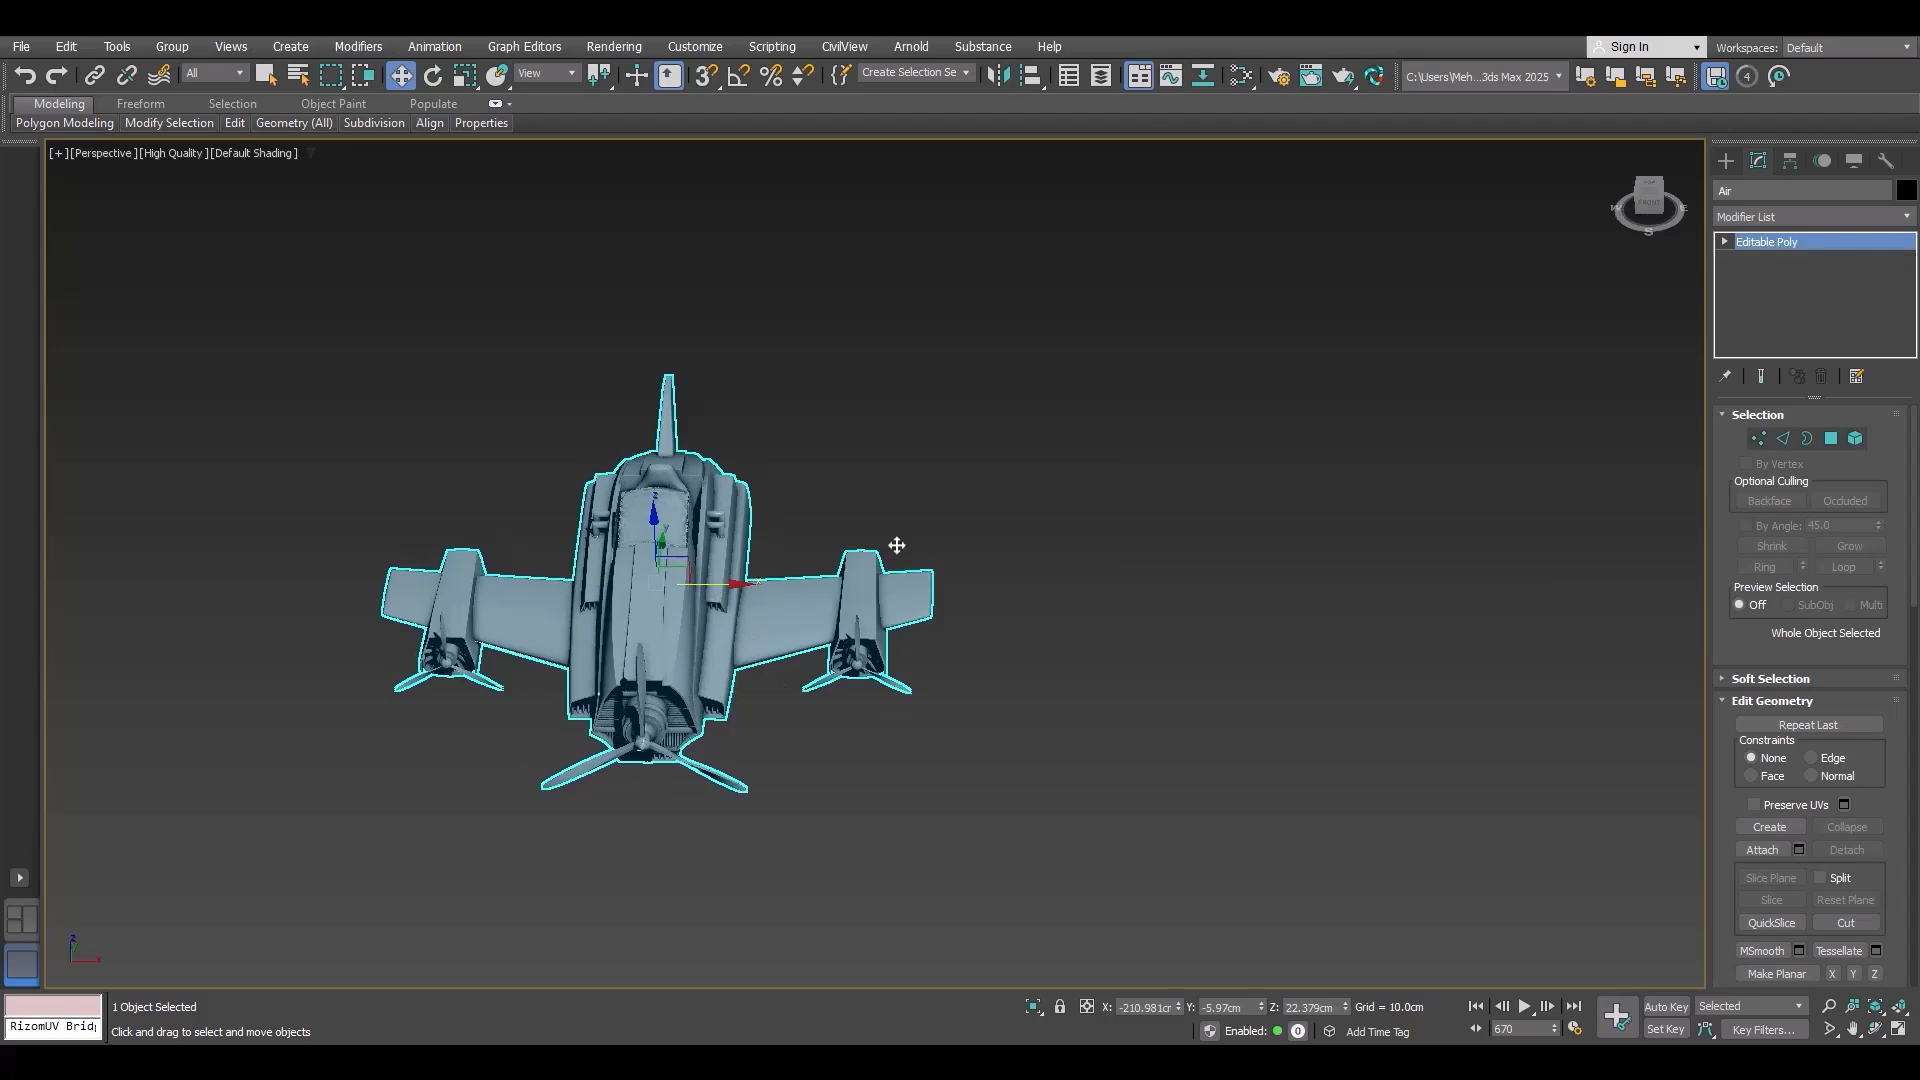 File Edit Tools Group Views Create Modifiers Animation Graph Editors Rendering Customize Scripting CivilView Arnold Substance Help Sign In Workspaces: Default
All View Create Selection Se C:\Users\Meh...3ds Max 2025 4
Modeling Freeform Selection Object Paint Populate
Polygon Modeling Modify Selection Edit Geometry (All) Subdivision Align Properties
[+][Perspective][High Quality][Default Shading]
TOP
FRONT
W E
S
Air
Modifier List
Editable Poly
Selection
By Vertex
Optional Culling
Backface Occluded
By Angle: 45.0
Shrink Grow
Ring Loop
Preview Selection
Off SubObj Multi
Whole Object Selected
Soft Selection
Edit Geometry
Repeat Last
Constraints
None Edge
Face Normal
Preserve UVs
Create Collapse
Attach Detach
Slice Plane Split
Slice Reset Plane
QuickSlice Cut
MSmooth Tessellate
Make Planar X Y Z
z
y
x
z
x
1 Object Selected X: -210.981cr Y: -5.97cm Z: 22.379cm Grid = 10.0cm Auto Key Selected
RizomUV Brid Click and drag to select and move objects Enabled: 0 Add Time Tag 670 Set Key Key Filters...